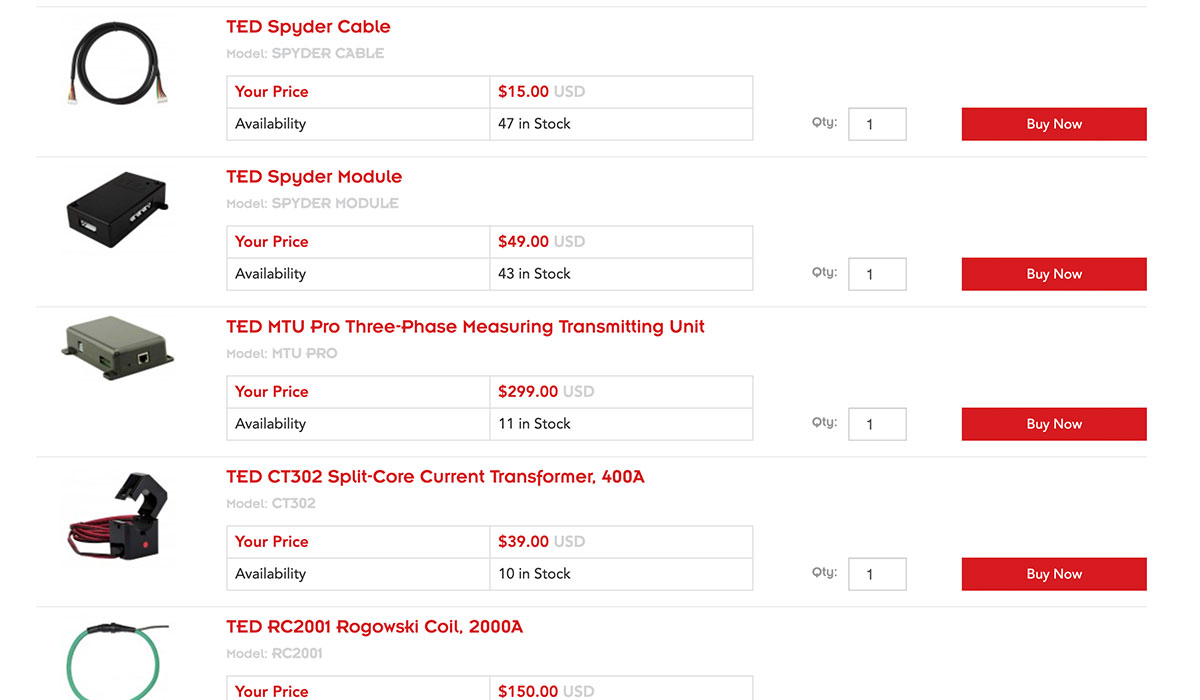 TED Spyder Cable
Model: SPYDER CABLE
Your Price $15.00 USD
Availability 47 in Stock Qty: 1 Buy Now
TED Spyder Module
Model: SPYDER MODULE
Your Price $49.00 USD
Availability 43 in Stock Qty: 1 Buy Now
TED MTU Pro Three-Phase Measuring Transmitting Unit
Model: MTU PRO
Your Price $299.00 USD
Availability 11 in Stock Qty: 1 Buy Now
TED CT302 Split-Core Current Transformer, 400A
Model: CT302
Your Price $39.00 USD
Availability 10 in Stock Qty: 1 Buy Now
TED RC2001 Rogowski Coil, 2000A
Model: RC2001
Your Price $150.00 USD